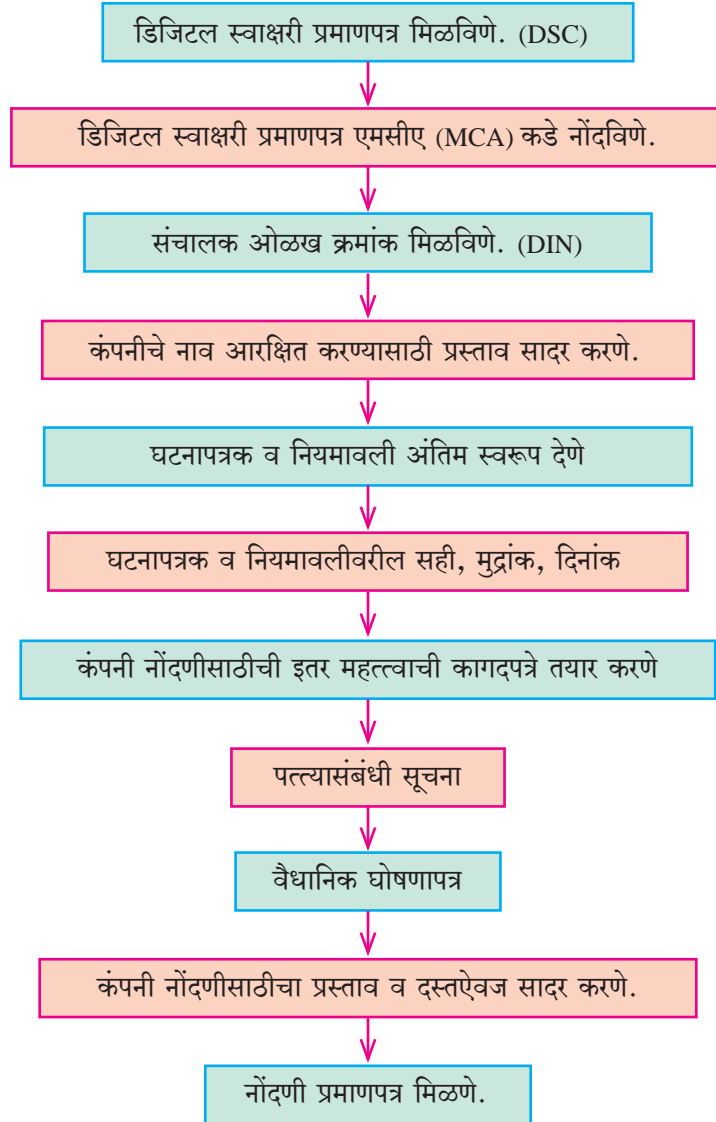 डिजिटल स्वाक्षरी प्रमाणपत्र मिळविणे. (DSC)
डिजिटल स्वाक्षरी प्रमाणपत्र एमसीए (MCA) कडे नोंदविणे.
संचालक ओळख क्रमांक मिळविणे. (DIN)
कंपनीचे नाव आरक्षित करण्यासाठी प्रस्ताव सादर करणे.
घटनापत्रक व नियमावली अंतिम स्वरूप देणे
घटनापत्रक व नियमावलीवरील सही, मुद्रांक, दिनांक
कंपनी नोंदणीसाठीची इतर महत्त्वाची कागदपत्रे तयार करणे
पत्त्यासंबंधी सूचना
वैधानिक घोषणापत्र
कंपनी नोंदणीसाठीचा प्रस्ताव व दस्तऐवज सादर करणे.
नोंदणी प्रमाणपत्र मिळणे.